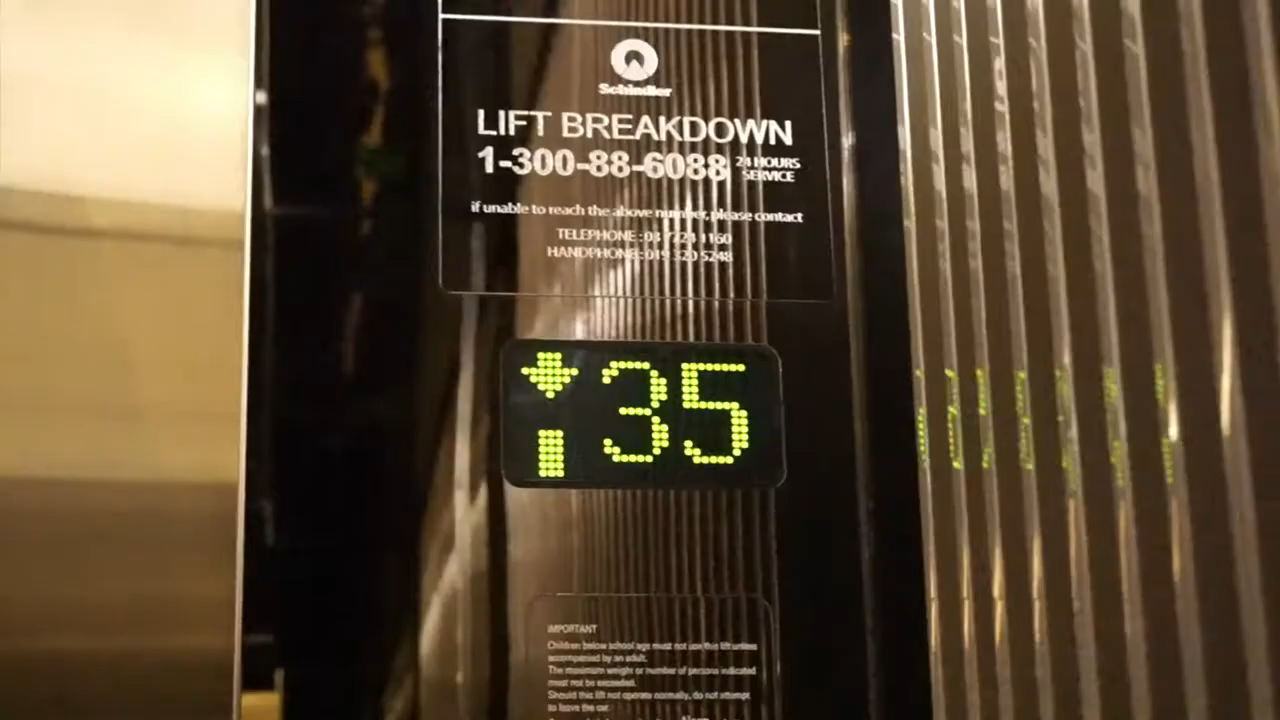 Schindler
LIFT BREAKDOWN
1-300-88-6088 24 HOURS SERVICE
if unable to reach the above number, please contact
TELEPHONE : 03 7724 1160
HANDPHONE : 019 320 5248
35
IMPORTANT
Children below school age must not use this lift unless
accompanied by an adult.
The maximum weight or number of persons indicated
must not be exceeded.
Should this lift not operate normally, do not attempt
to leave the car.